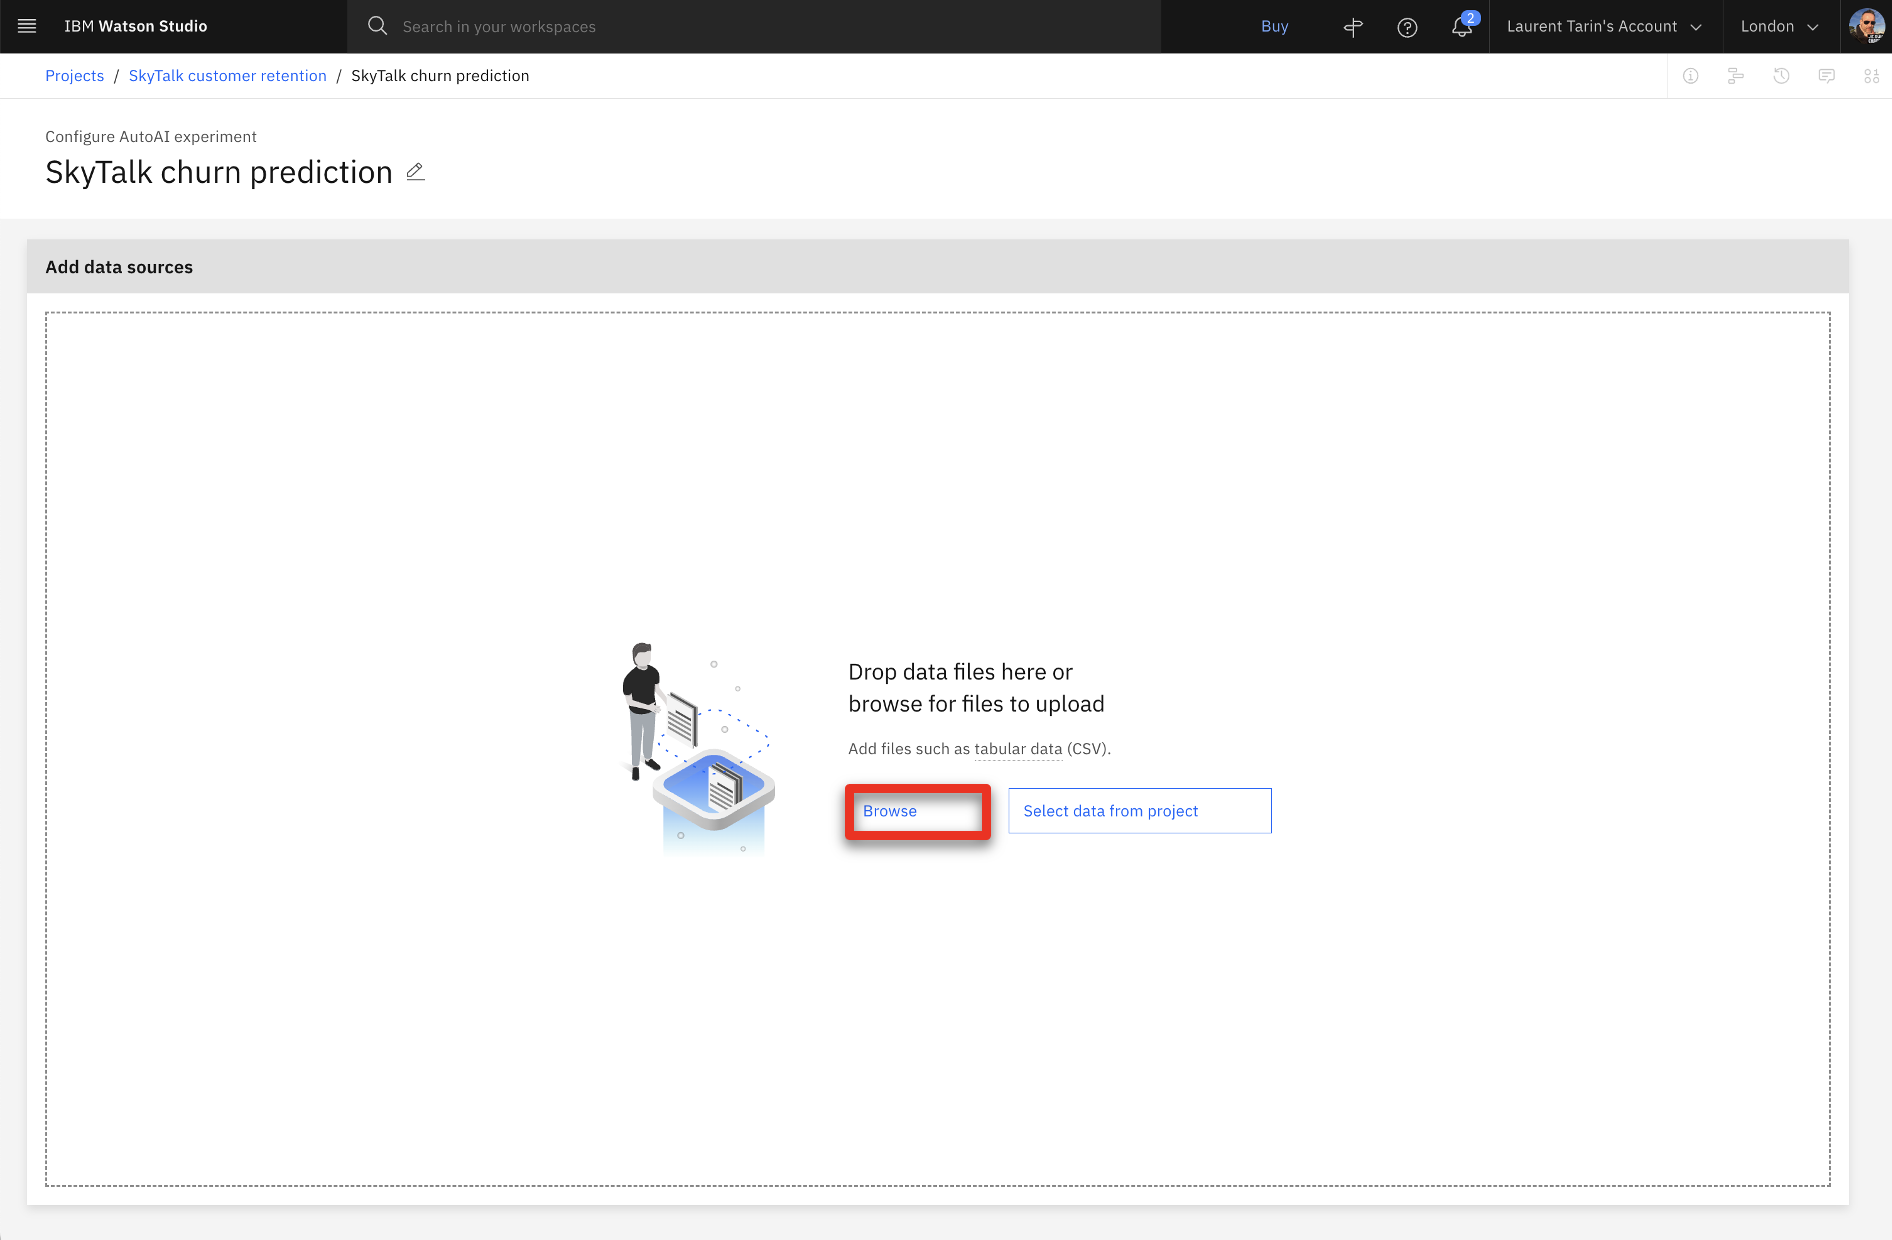 IBM Watson Studio
Search in your workspaces
Buy
2
Laurent Tarin's Account
London
Projects / SkyTalk customer retention / SkyTalk churn prediction
Configure AutoAI experiment
SkyTalk churn prediction
Add data sources
Drop data files here or
browse for files to upload
Add files such as tabular data (CSV).
Browse
Select data from project